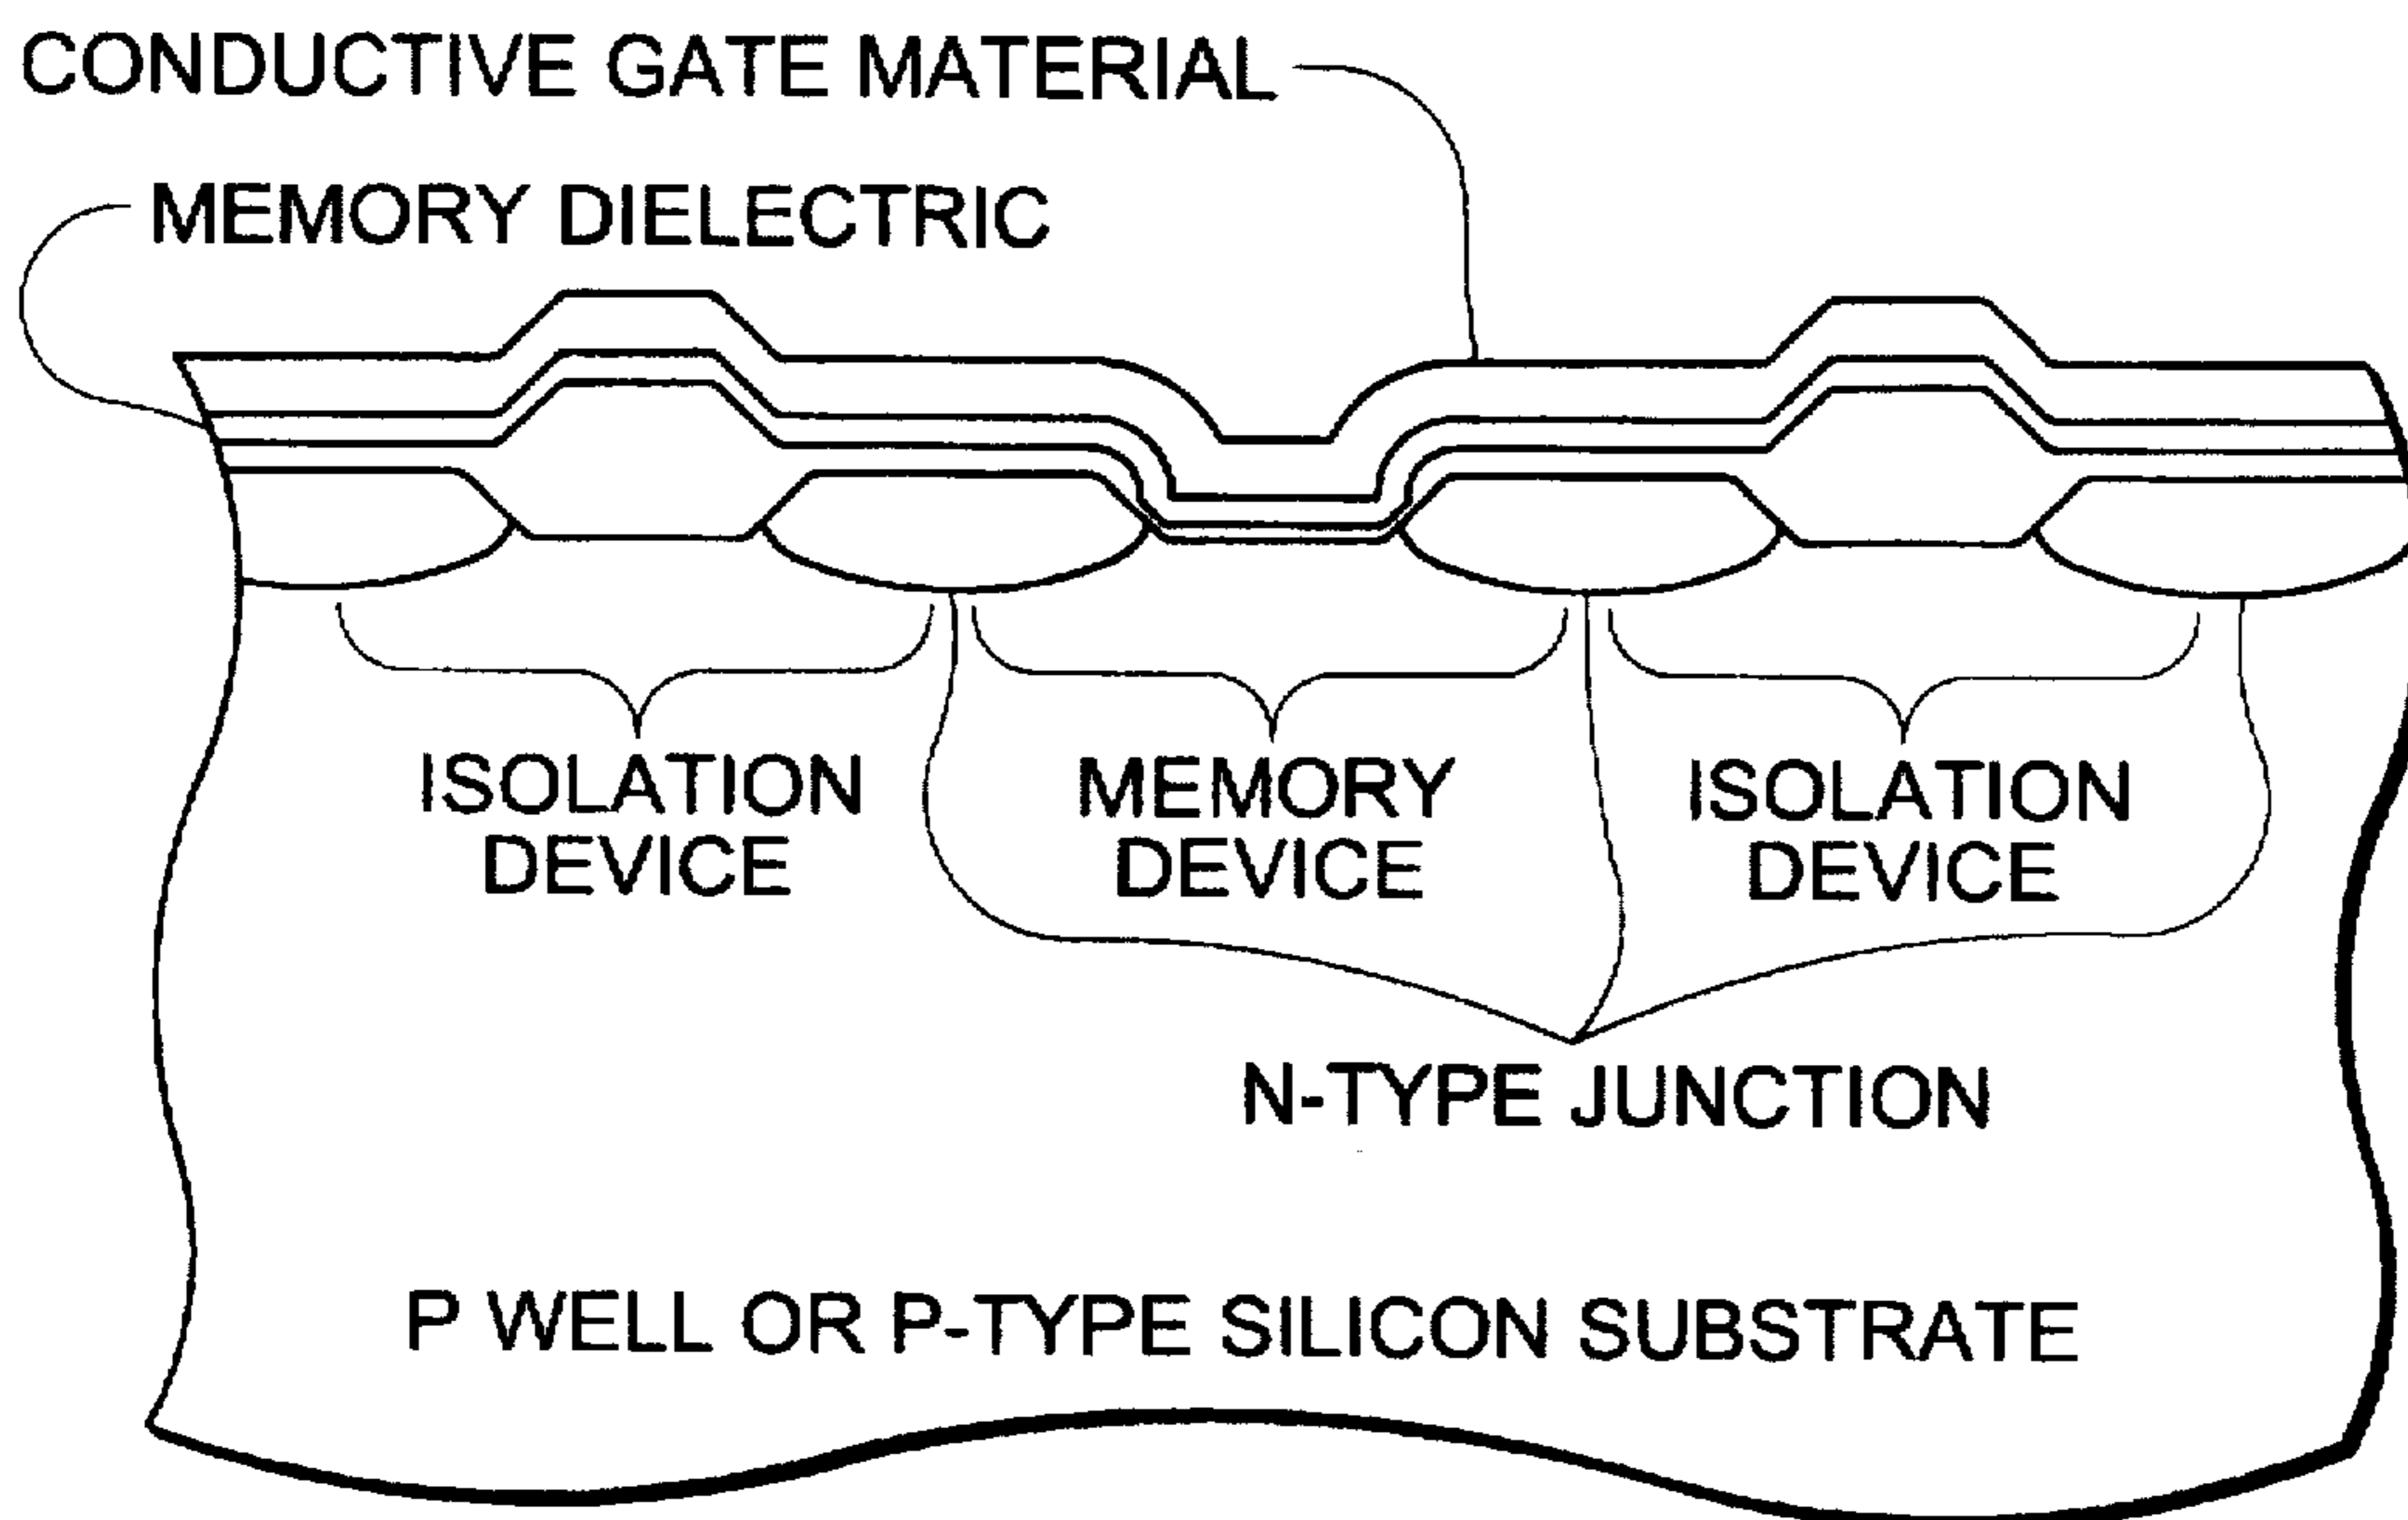 CONDUCTIVE GATE MATERIAL
MEMORY DIELECTRIC
ISOLATION
DEVICE
MEMORY
DEVICE
ISOLATION
DEVICE
N-TYPE JUNCTION
P WELL OR P-TYPE SILICON SUBSTRATE